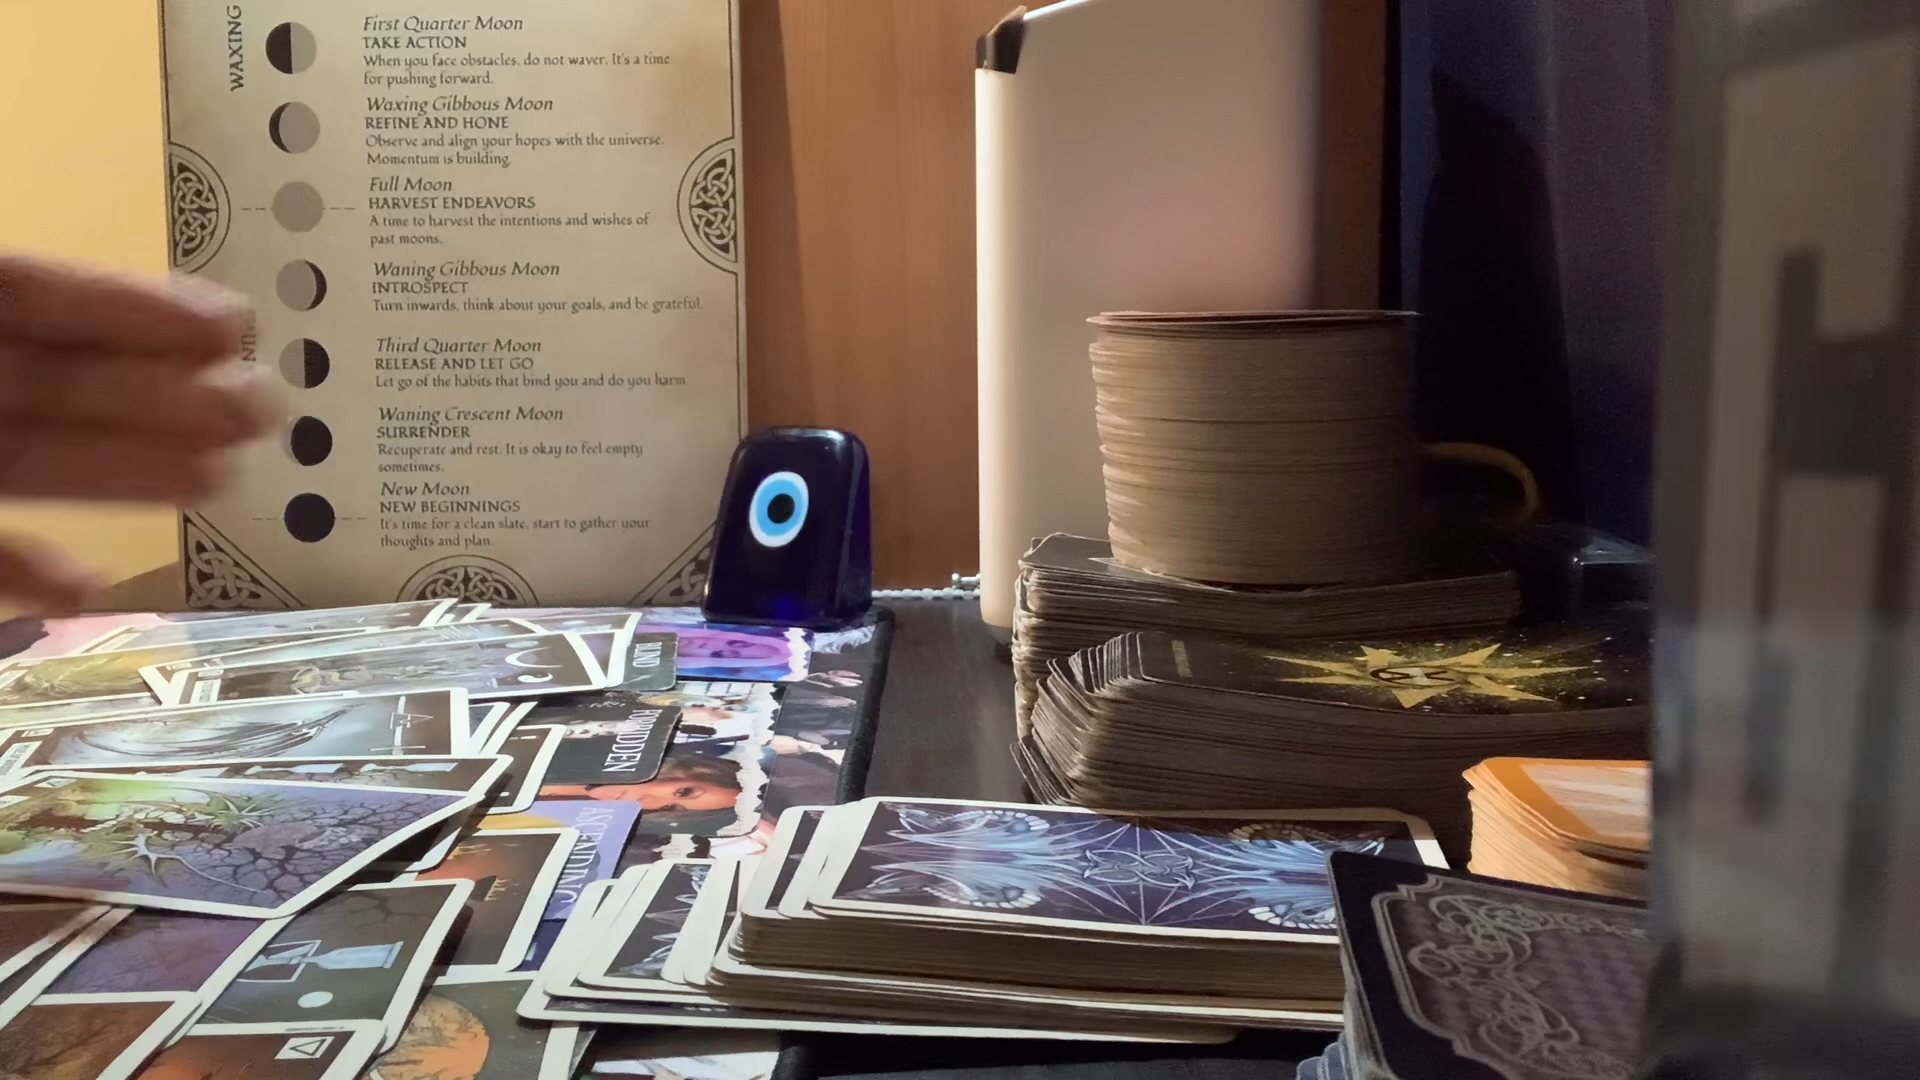 WAXING
First Quarter Moon
TAKE ACTION
When you face obstacles, do not waver. It's a time
for pushing forward.
Waxing Gibbous Moon
REFINE AND HONE
Observe and align your hopes with the universe.
Momentum is building.
Full Moon
HARVEST ENDEAVORS
A time to harvest the intentions and wishes of
past moons.
Waning Gibbous Moon
INTROSPECT
Turn inwards, think about your goals, and be grateful.
Third Quarter Moon
RELEASE AND LET GO
Let go of the habits that bind you and do you harm.
Waning Crescent Moon
SURRENDER
Recuperate and rest. It is okay to feel empty
sometimes.
New Moon
NEW BEGINNINGS
It's time for a clean slate, start to gather your
thoughts and plan.
BLIND
FORBIDDEN
ASCENDING